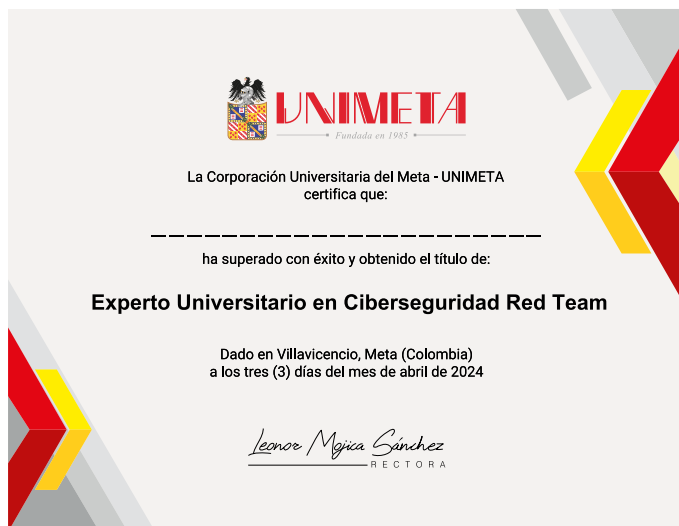 UNIMETA
Fundada en 1985
La Corporación Universitaria del Meta - UNIMETA
certifica que:
ha superado con éxito y obtenido el título de:
Experto Universitario en Ciberseguridad Red Team
Dado en Villavicencio, Meta (Colombia)
a los tres (3) días del mes de abril de 2024
Leonor Mojica Sánchez
RECTORA